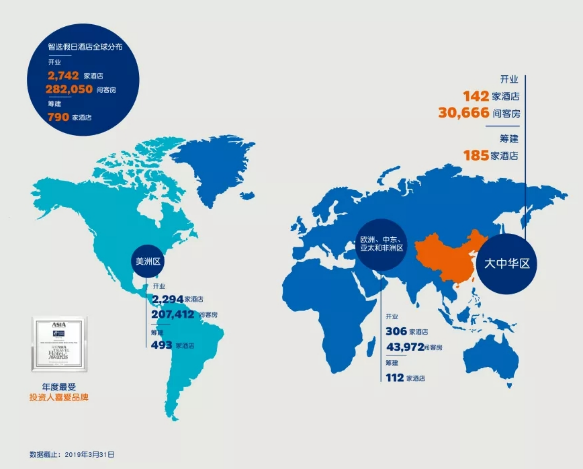 智选假日酒店全球分布
开业
2,742 家酒店
282,050 间客房
筹建
790 家酒店
开业
142 家酒店
30,666 间客房
筹建
185 家酒店
美洲区
开业
2,294 家酒店
207,412 间客房
筹建
493 家酒店
欧洲、中东、
亚太和非洲区
开业
306 家酒店
43,972 间客房
筹建
112 家酒店
大中华区
ASIA
年度最受
投资人喜爱品牌
数据截止:2019年3月31日